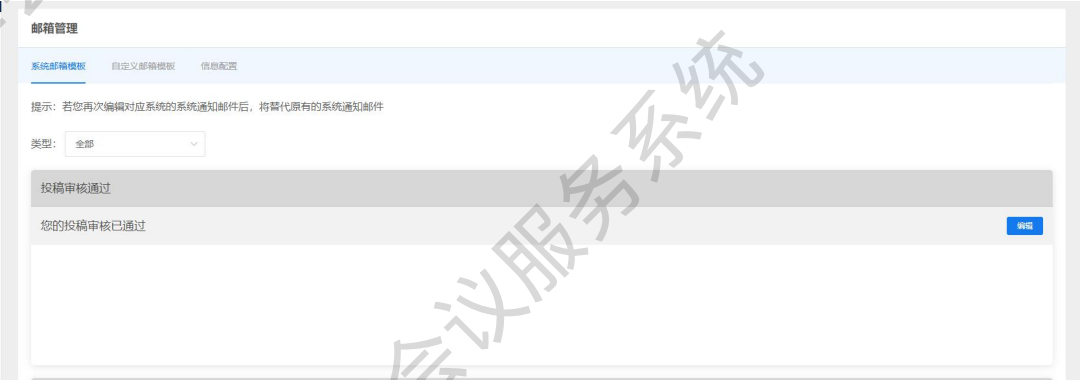 邮箱管理
系统邮箱模板 自定义邮箱模板 信息配置
提示：若您再次编辑对应系统的系统通知邮件后，将替代原有的系统通知邮件
类型： 全部
投稿审核通过
您的投稿审核已通过 编辑
会议服务系统